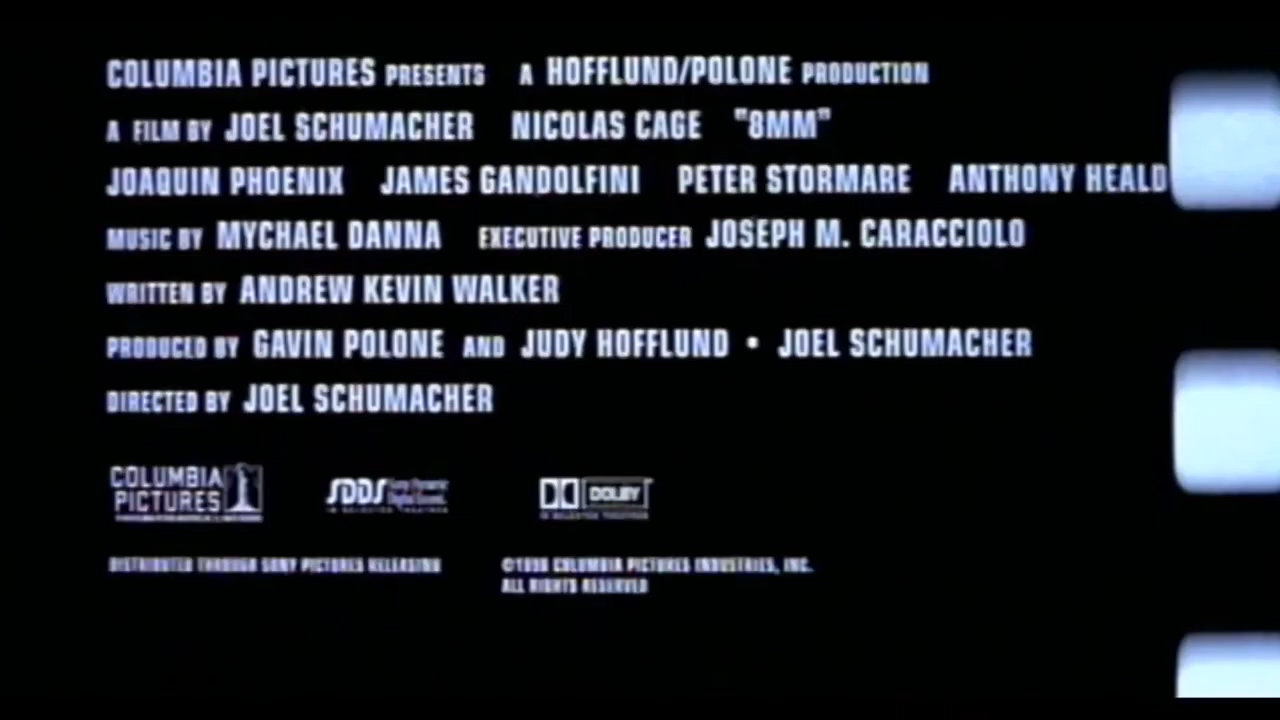 COLUMBIA PICTURES PRESENTS A HOFFLUND/POLONE PRODUCTION
A FILM BY JOEL SCHUMACHER NICOLAS CAGE "8MM"
JOAQUIN PHOENIX JAMES GANDOLFINI PETER STORMARE ANTHONY HEALD
MUSIC BY MYCHAEL DANNA EXECUTIVE PRODUCER JOSEPH M. CARACCIOLO
WRITTEN BY ANDREW KEVIN WALKER
PRODUCED BY GAVIN POLONE AND JUDY HOFFLUND • JOEL SCHUMACHER
DIRECTED BY JOEL SCHUMACHER
COLUMBIA
PICTURES
SDDS
DOLBY
DISTRIBUTED THROUGH SONY PICTURES RELEASING
COLUMBIA PICTURES INDUSTRIES, INC.
ALL RIGHTS RESERVED